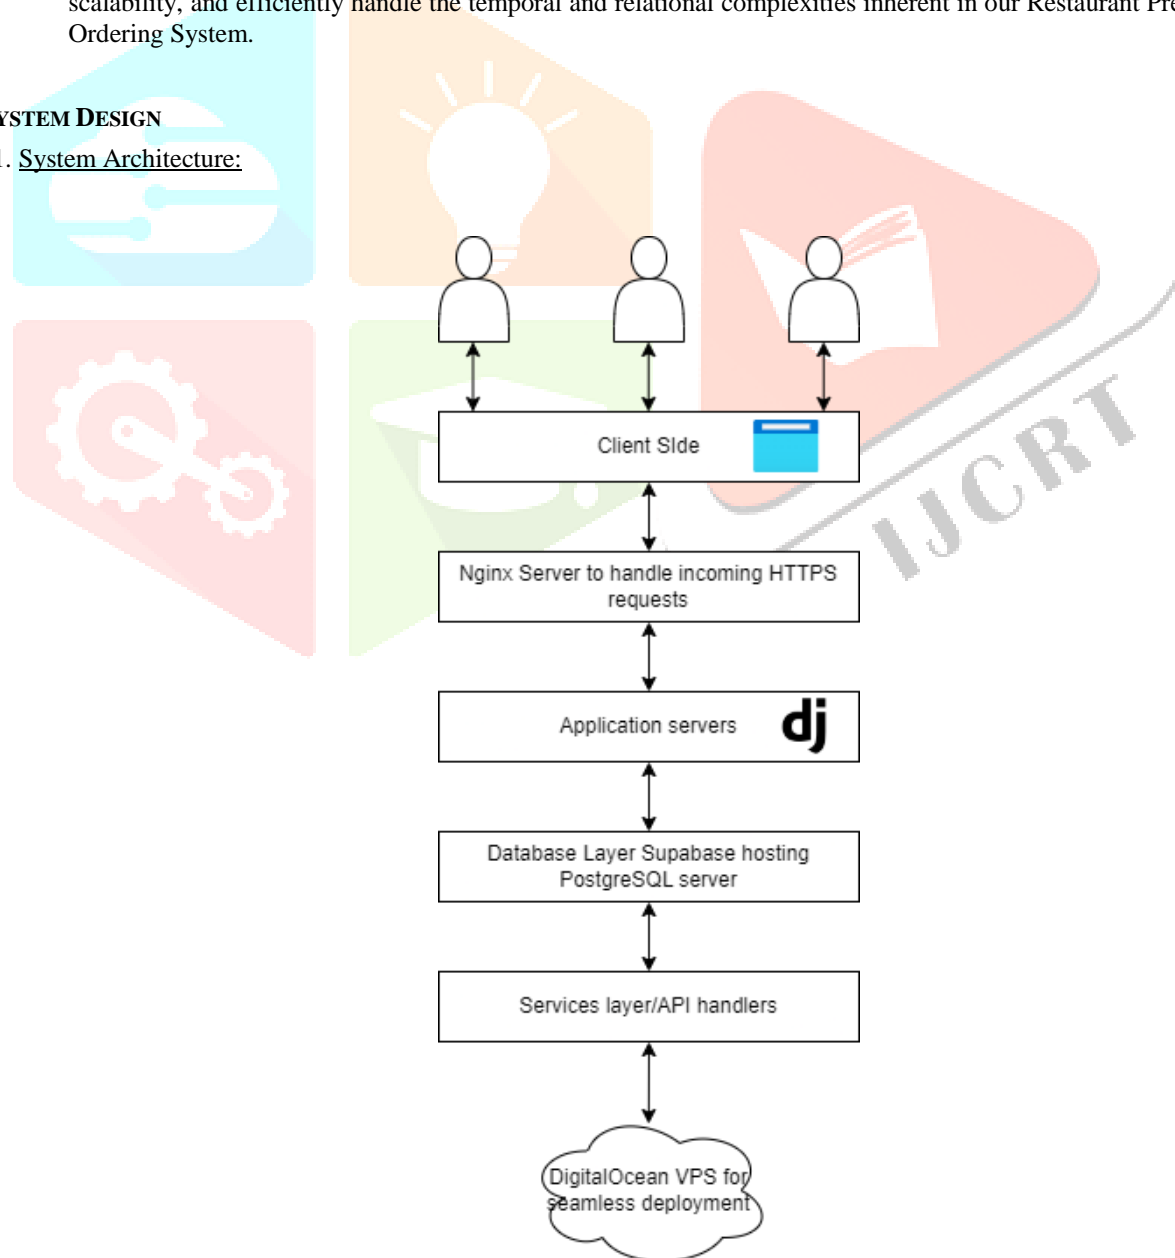 scalability, and efficiently handle the temporal and relational complexities inherent in our Restaurant Pre
Ordering System.
YSTEM DESIGN
1. System Architecture:
Client SIde
Nginx Server to handle incoming HTTPS
requests
Application servers
dj
Database Layer Supabase hosting
PostgreSQL server
Services layer/API handlers
DigitalOcean VPS for
seamless deployment
IJCRT